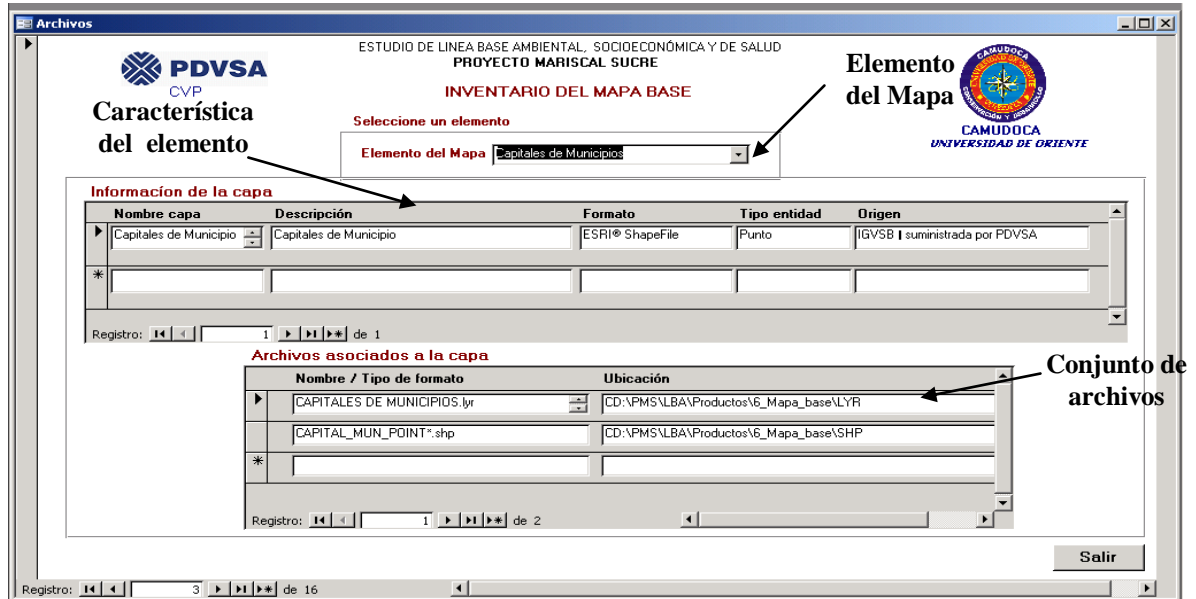 Archivos
ESTUDIO DE LINEA BASE AMBIENTAL, SOCIOECONÓMICA Y DE SALUD
PROYECTO MARISCAL SUCRE
INVENTARIO DEL MAPA BASE
PDVSA
CVP
Característica
del elemento
Elemento
del Mapa
CAMUDOCA
CAMUDOCA
UNIVERSIDAD DE ORIENTE
Seleccione un elemento
Elemento del Mapa Capitales de Municipios
Informacíon de la capa
Nombre capa Descripción Formato Tipo entidad Origen
Capitales de Municipio Capitales de Municipio ESRI® ShapeFile Punto IGVSB | suministrada por PDVSA
Registro: 1 de 1
Archivos asociados a la capa
Nombre / Tipo de formato Ubicación
CAPITALES DE MUNICIPIOS.lyr CD:\PMS\LBA\Productos\6_Mapa_base\LYR
CAPITAL_MUN_POINT*.shp CD:\PMS\LBA\Productos\6_Mapa_base\SHP
Conjunto de
archivos
Registro: 1 de 2
Salir
Registro: 3 de 16